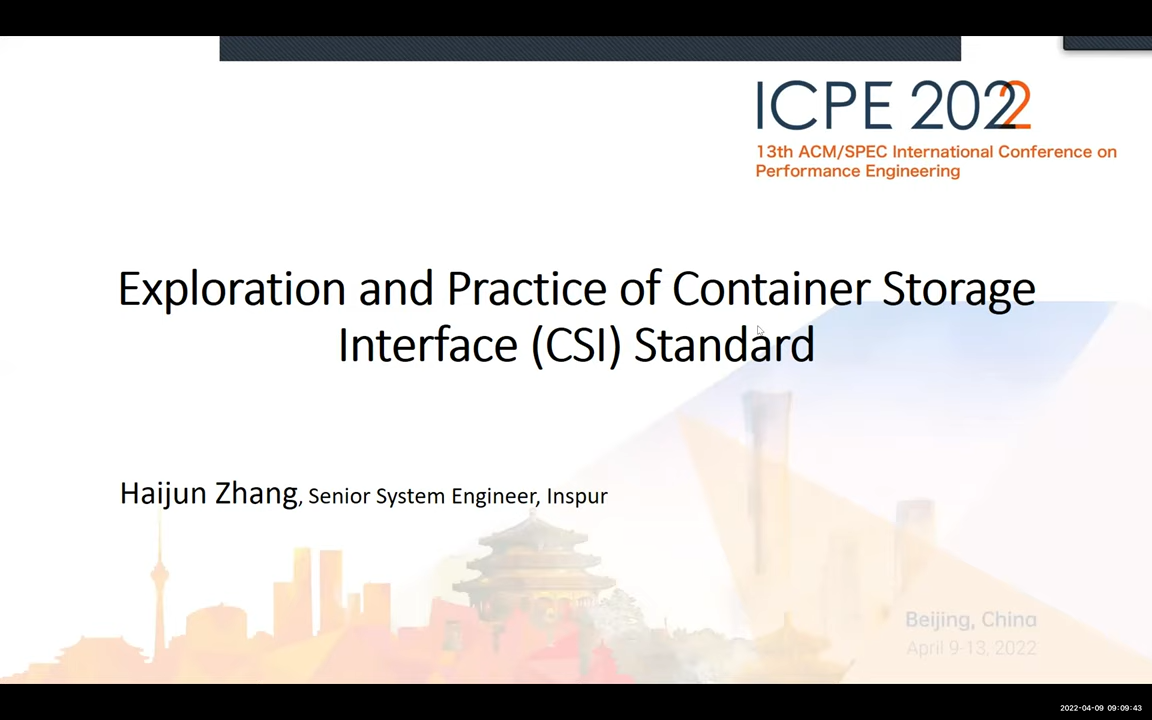 ICPE 2022
13th ACM/SPEC International Conference on
Performance Engineering
Exploration and Practice of Container Storage
Interface (CSI) Standard
Haijun Zhang, Senior System Engineer, Inspur
Beijing, China
April 9-13, 2022
2022-04-09 09:09:43